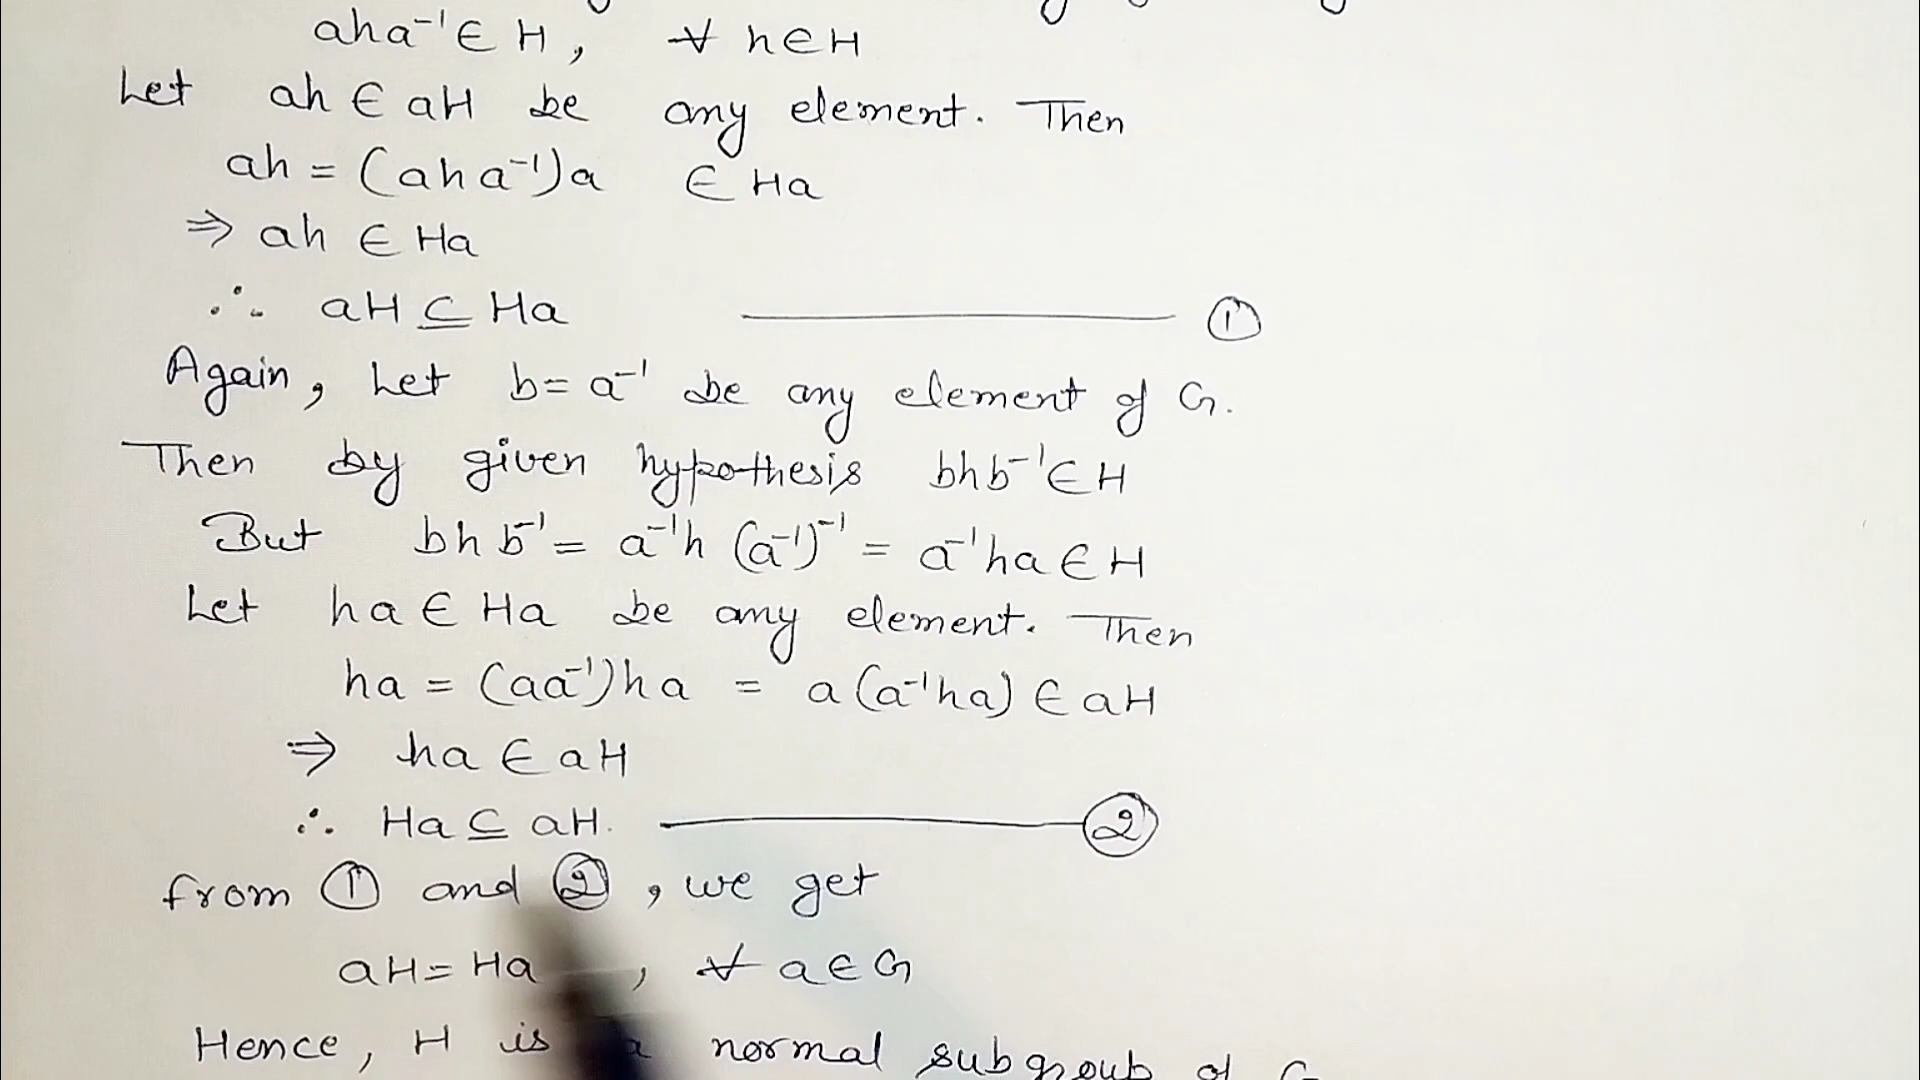 aha⁻¹ ∈ H, ∀ h ∈ H
Let ah ∈ aH be any element. Then
ah = (aha⁻¹)a ∈ Ha
⇒ ah ∈ Ha
∴ aH ⊆ Ha ——— ①
Again, Let b = a⁻¹ be any element of G.
Then by given hypothesis bhb⁻¹ ∈ H
But bhb⁻¹ = a⁻¹h(a⁻¹)⁻¹ = a⁻¹ha ∈ H
Let ha ∈ Ha be any element. Then
ha = (aa⁻¹)ha = a(a⁻¹ha) ∈ aH
⇒ ha ∈ aH
∴ Ha ⊆ aH. ——— ②
from ① and ②, we get
aH = Ha, ∀ a ∈ G
Hence, H is a normal subgroup of G